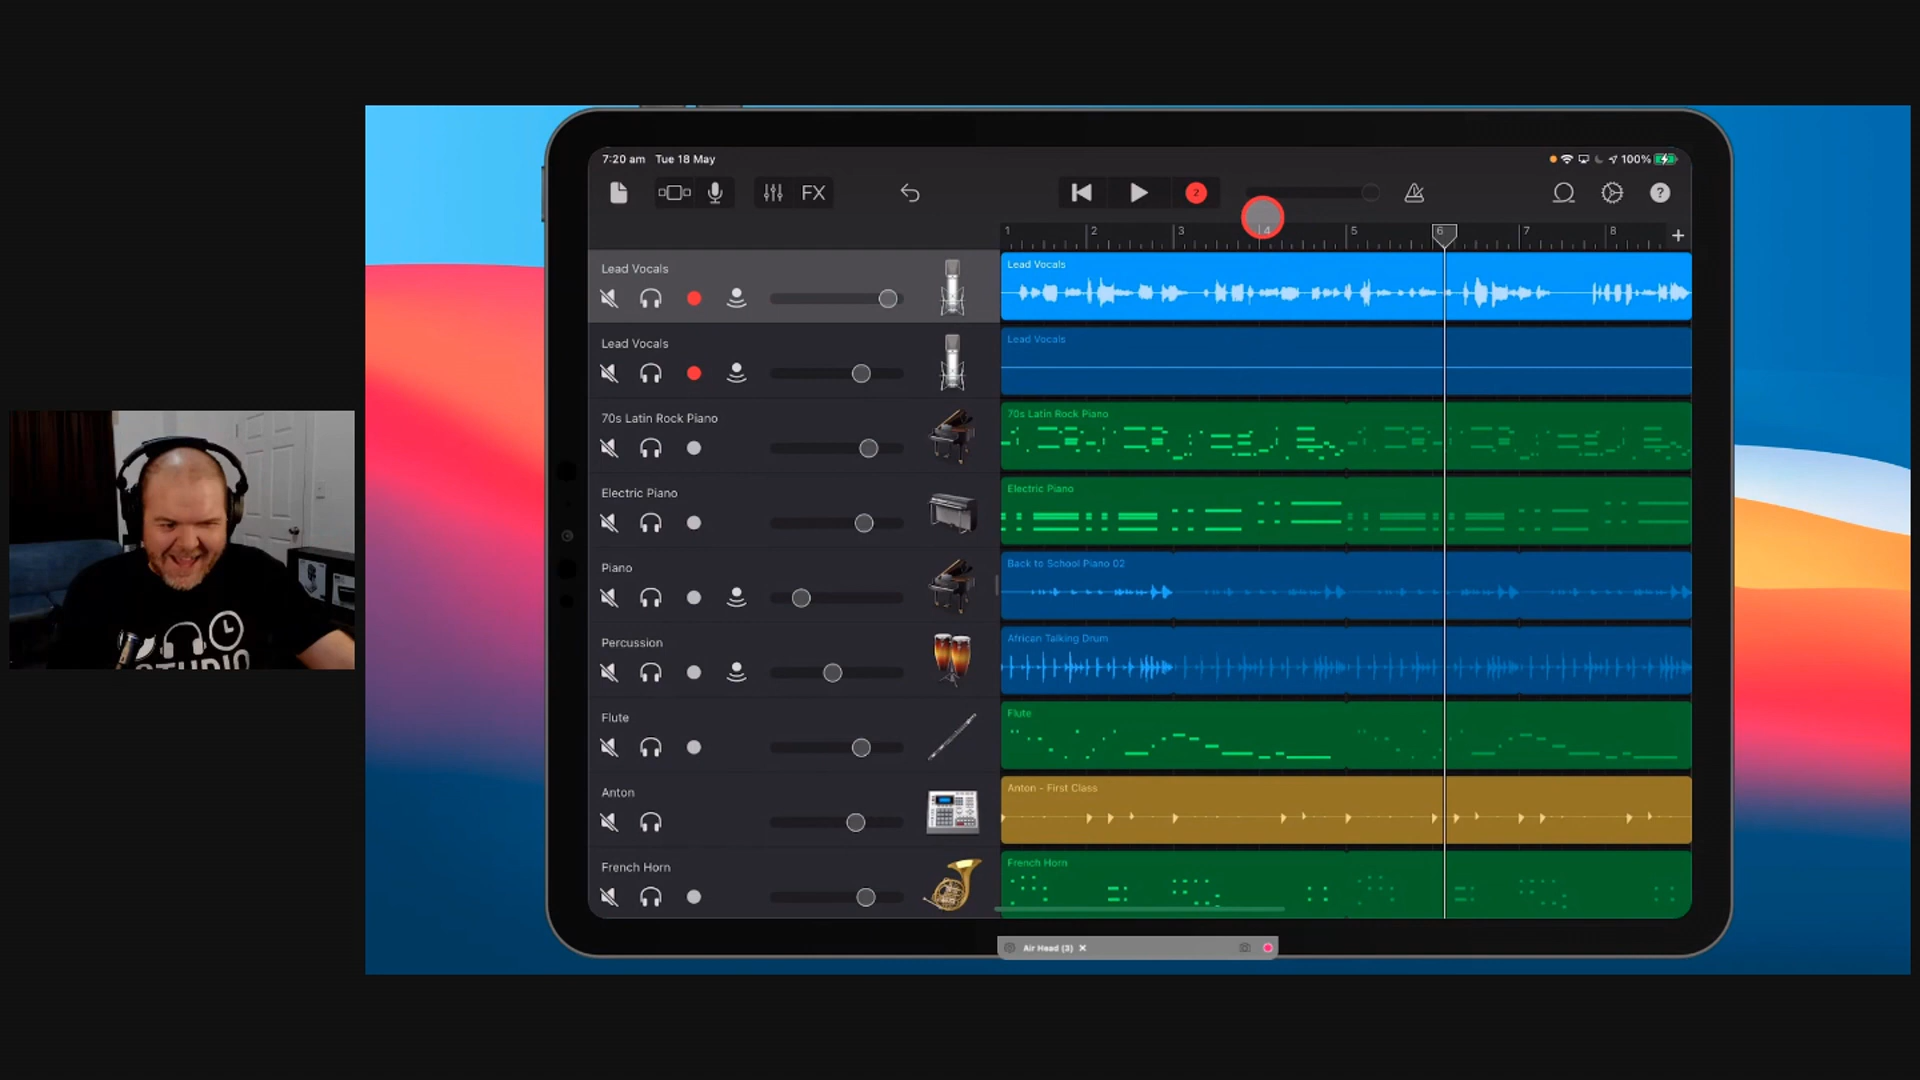 7:20 am Tue 18 May
100%
FX
2
?
1 2 3 4 5 6 7 8 +
Lead Vocals
Lead Vocals
Lead Vocals
Lead Vocals
70s Latin Rock Piano
70s Latin Rock Piano
Electric Piano
Electric Piano
Piano
Back to School Piano 02
Percussion
African Talking Drum
Flute
Flute
Anton
Anton - First Class
French Horn
French Horn
STUDIO
Air Head (3)